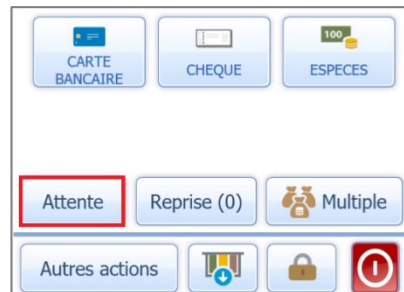 100
CARTE
BANCAIRE
CHEQUE
ESPECES
Attente
Reprise (0)
Multiple
Autres actions